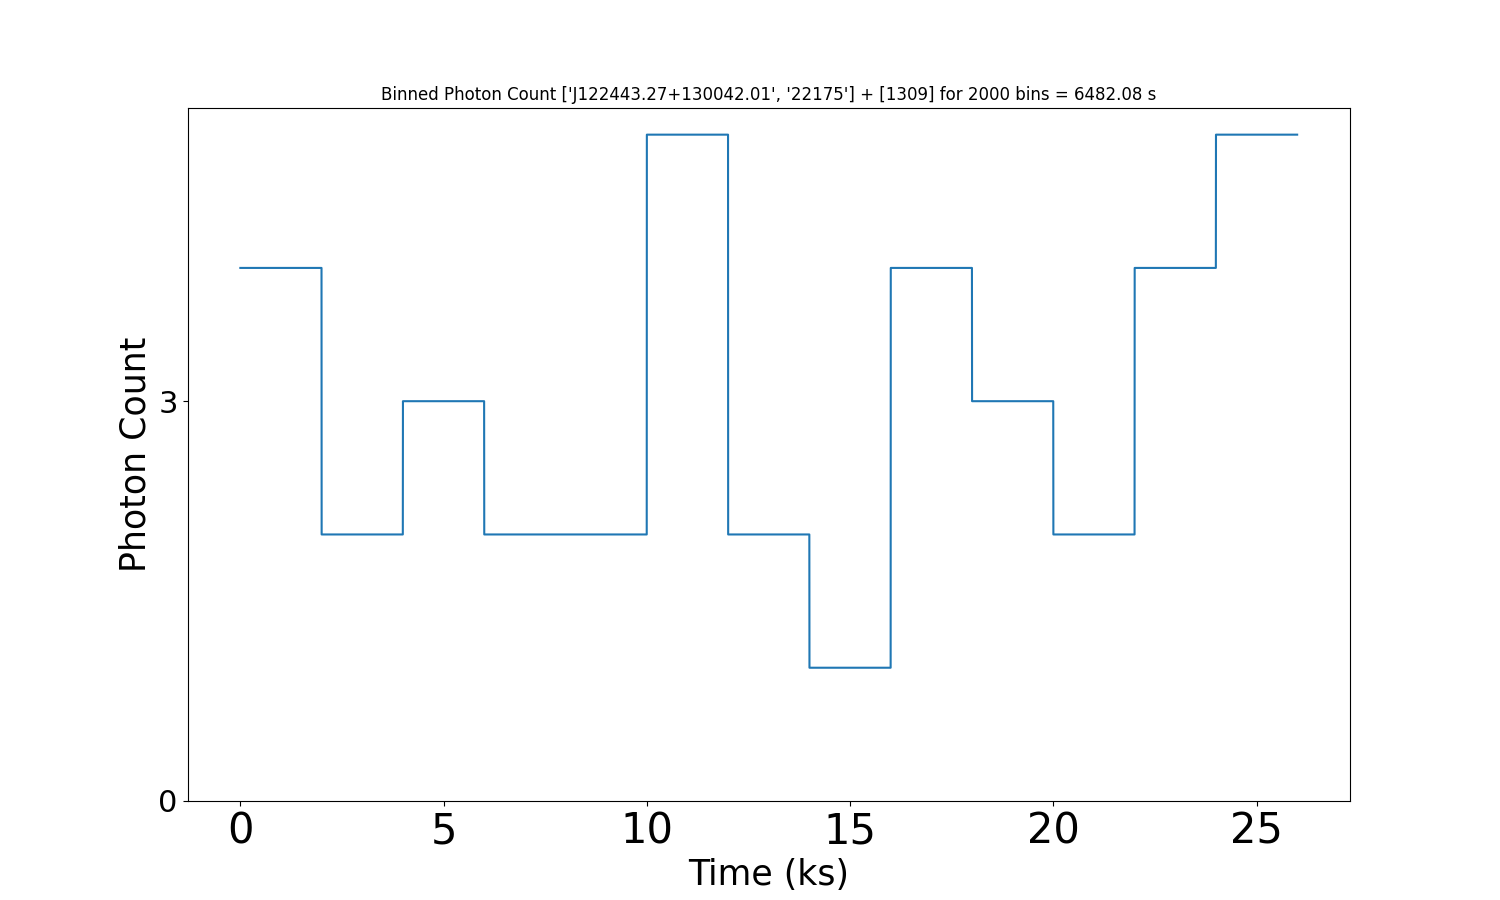 Binned Photon Count ['J122443.27+130042.01', '22175'] + [1309] for 2000 bins = 6482.08 s
Photon Count
3
0
0 5 10 15 20 25
Time (ks)